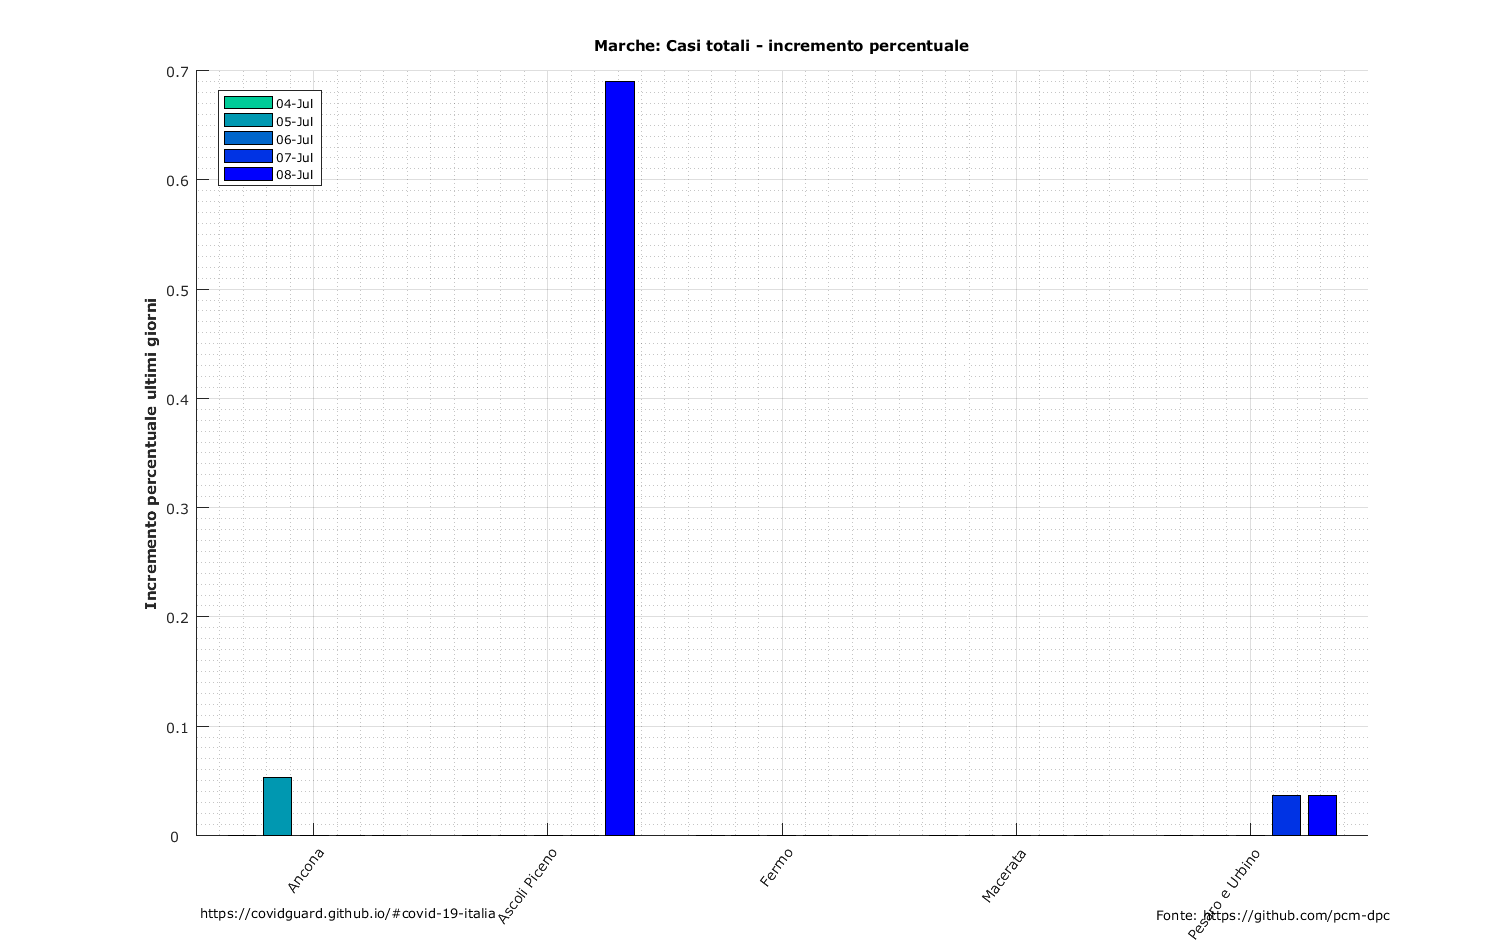 Marche: Casi totali - incremento percentuale
04-Jul
05-Jul
06-Jul
07-Jul
08-Jul
Incremento percentuale ultimi giorni
0.7
0.6
0.5
0.4
0.3
0.2
0.1
0
Ancona
Ascoli Piceno
Fermo
Macerata
Pesaro e Urbino
https://covidguard.github.io/#covid-19-italia
Fonte: https://github.com/pcm-dpc